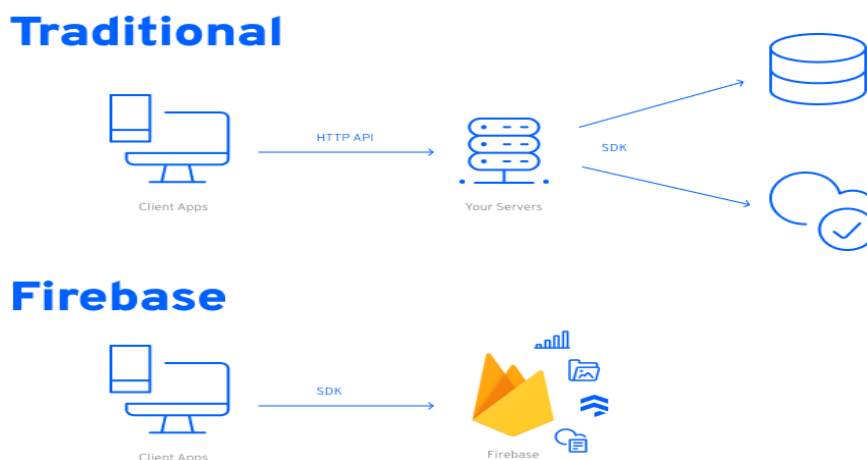 Traditional
HTTP API
SDK
Client Apps
Your Servers
Firebase
SDK
Client Apps
Firebase